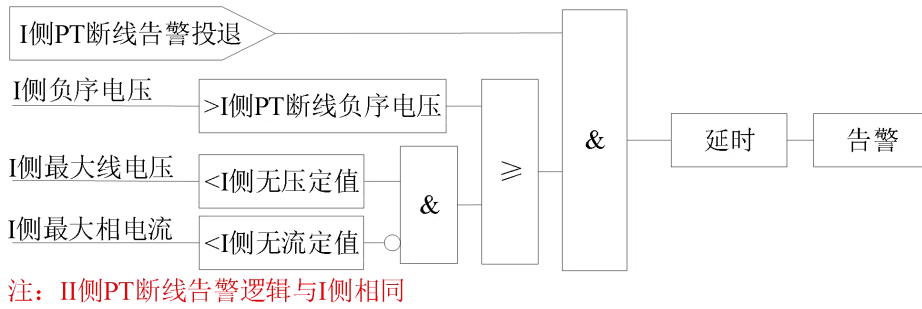 I侧PT断线告警投退
I侧负序电压
>I侧PT断线负序电压
I侧最大线电压
<I侧无压定值
I侧最大相电流
<I侧无流定值
&
≥
&
延时
告警
注：II侧PT断线告警逻辑与I侧相同